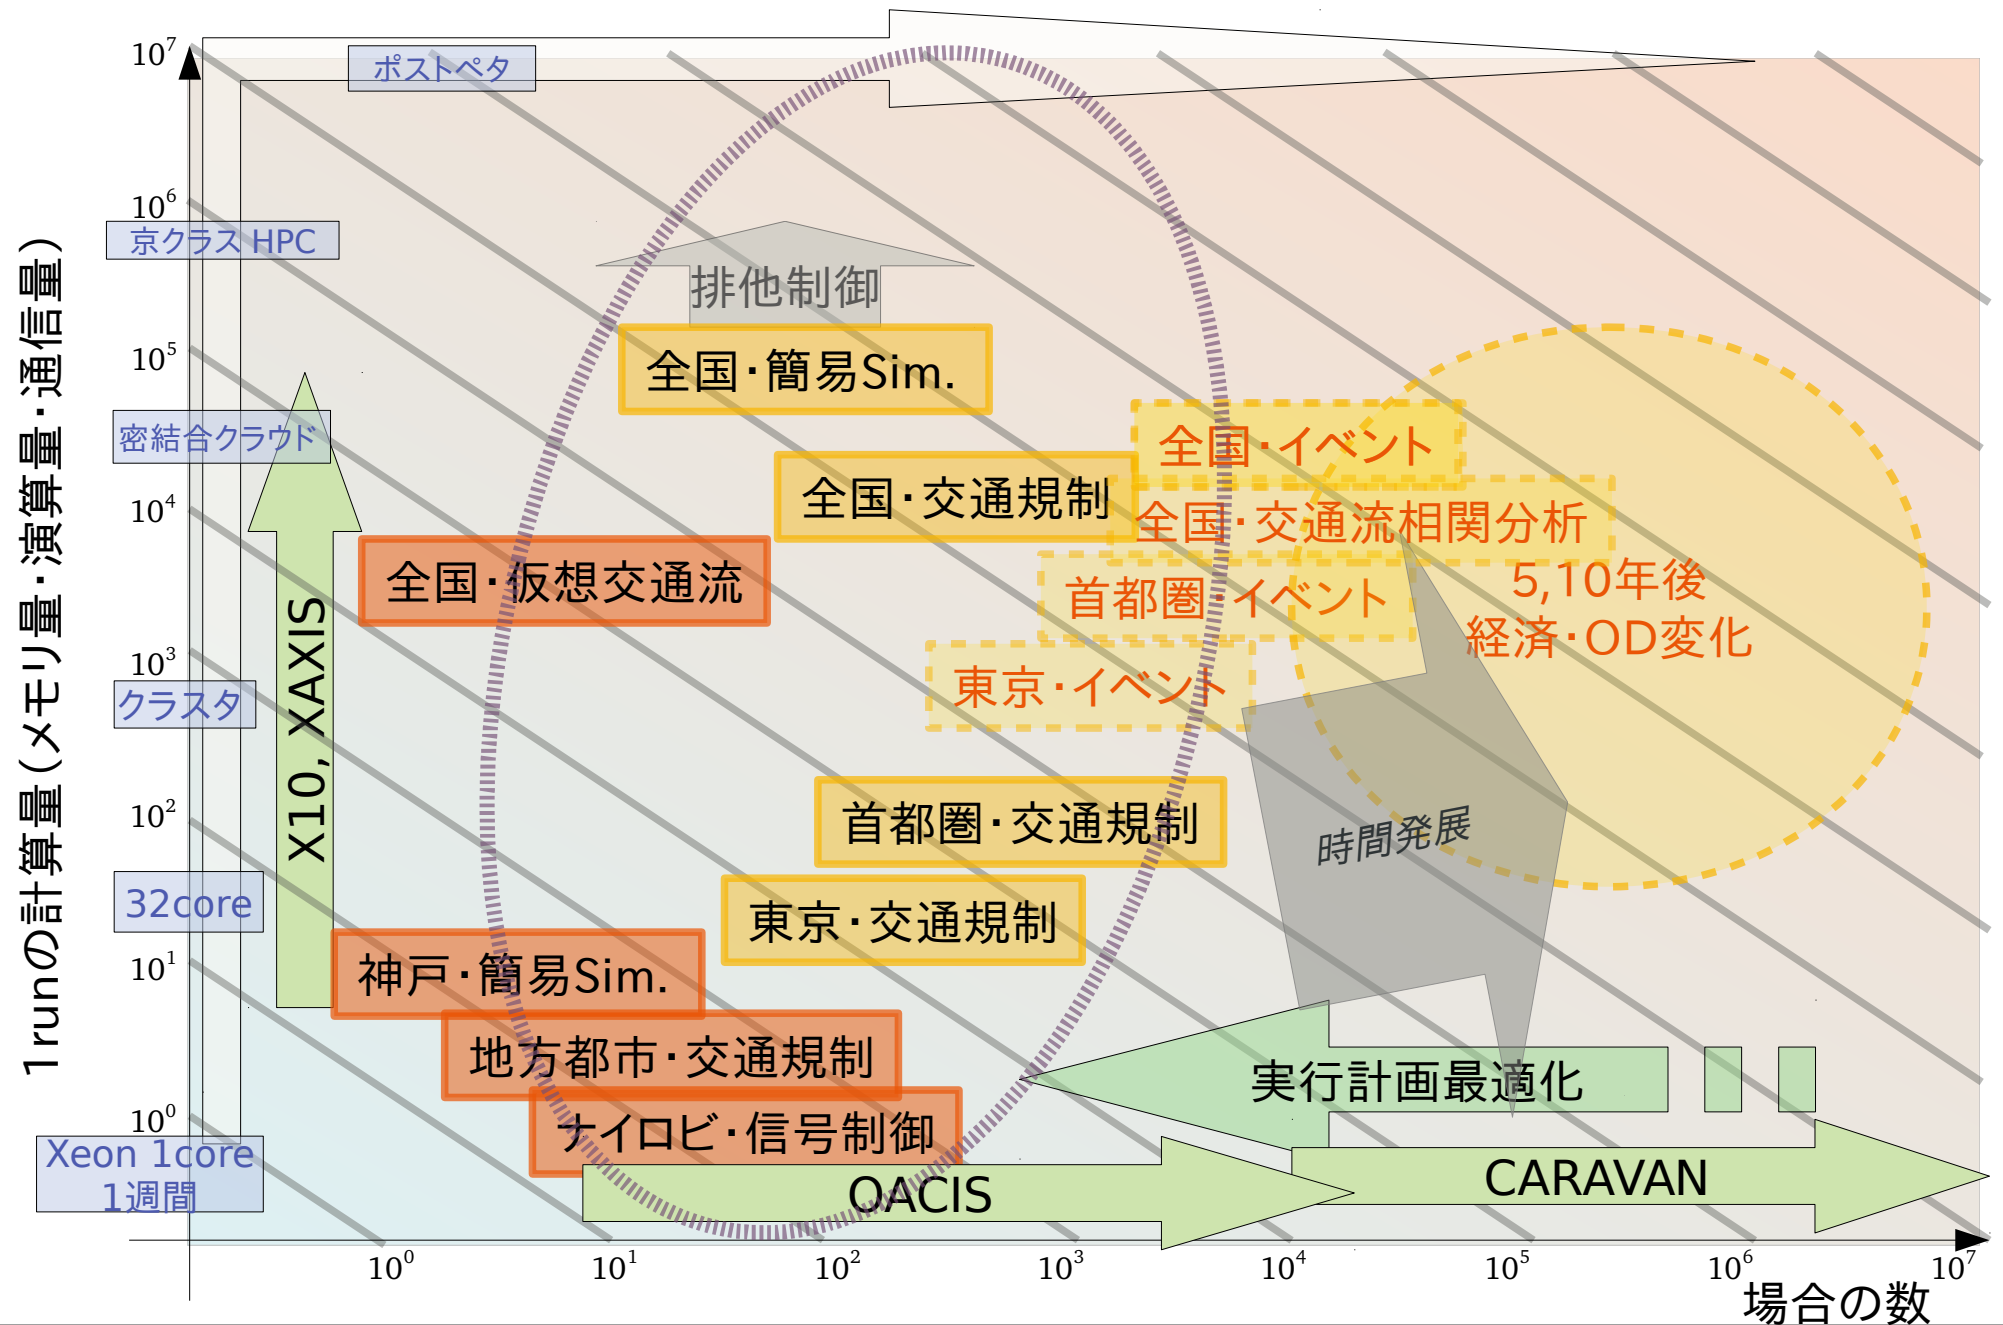 10⁷
ポストペタ
10⁶
京クラス HPC
排他制御
10⁵
全国・簡易Sim.
密結合クラウド
全国・イベント
10⁴
全国・交通規制
全国・交通流相関分析
全国・仮想交通流
首都圏・イベント
5,10年後
経済・OD変化
10³
東京・イベント
クラスタ
X10, XAXIS
10²
首都圏・交通規制
時間発展
32core
東京・交通規制
10¹
神戸・簡易Sim.
地方都市・交通規制
実行計画最適化
10⁰
ナイロビ・信号制御
Xeon 1core
1週間
OACIS
CARAVAN
1runの計算量(メモリ量・演算量・通信量)
10⁰ 10¹ 10² 10³ 10⁴ 10⁵ 10⁶ 10⁷
場合の数